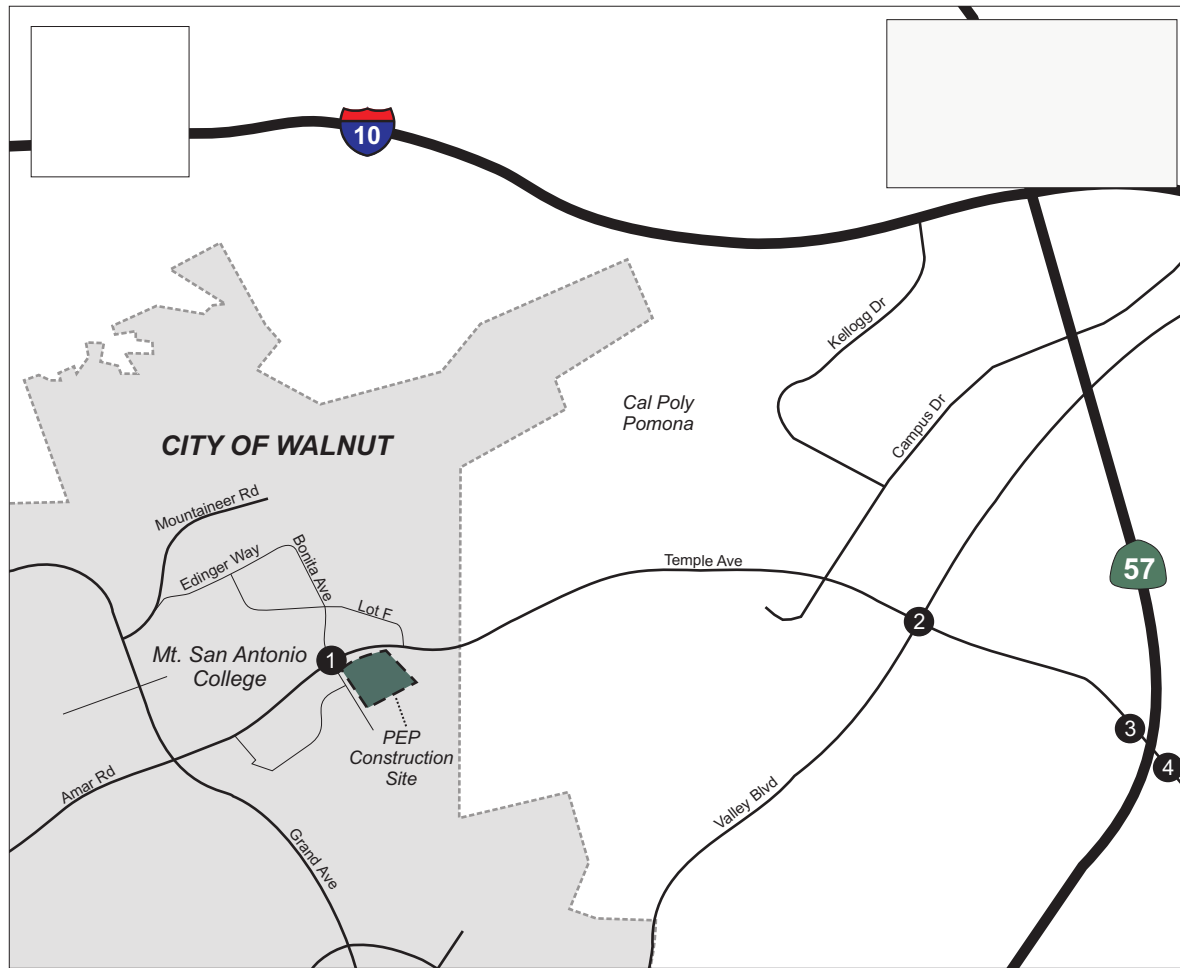 10
Kellogg Dr
Cal Poly
Pomona
Campus Dr
CITY OF WALNUT
Mountaineer Rd
Edinger Way
Bonita Ave
Temple Ave
57
Lot F
2
Mt. San Antonio
College
1
PEP
Construction
Site
3
4
Amar Rd
Valley Blvd
Grand Ave